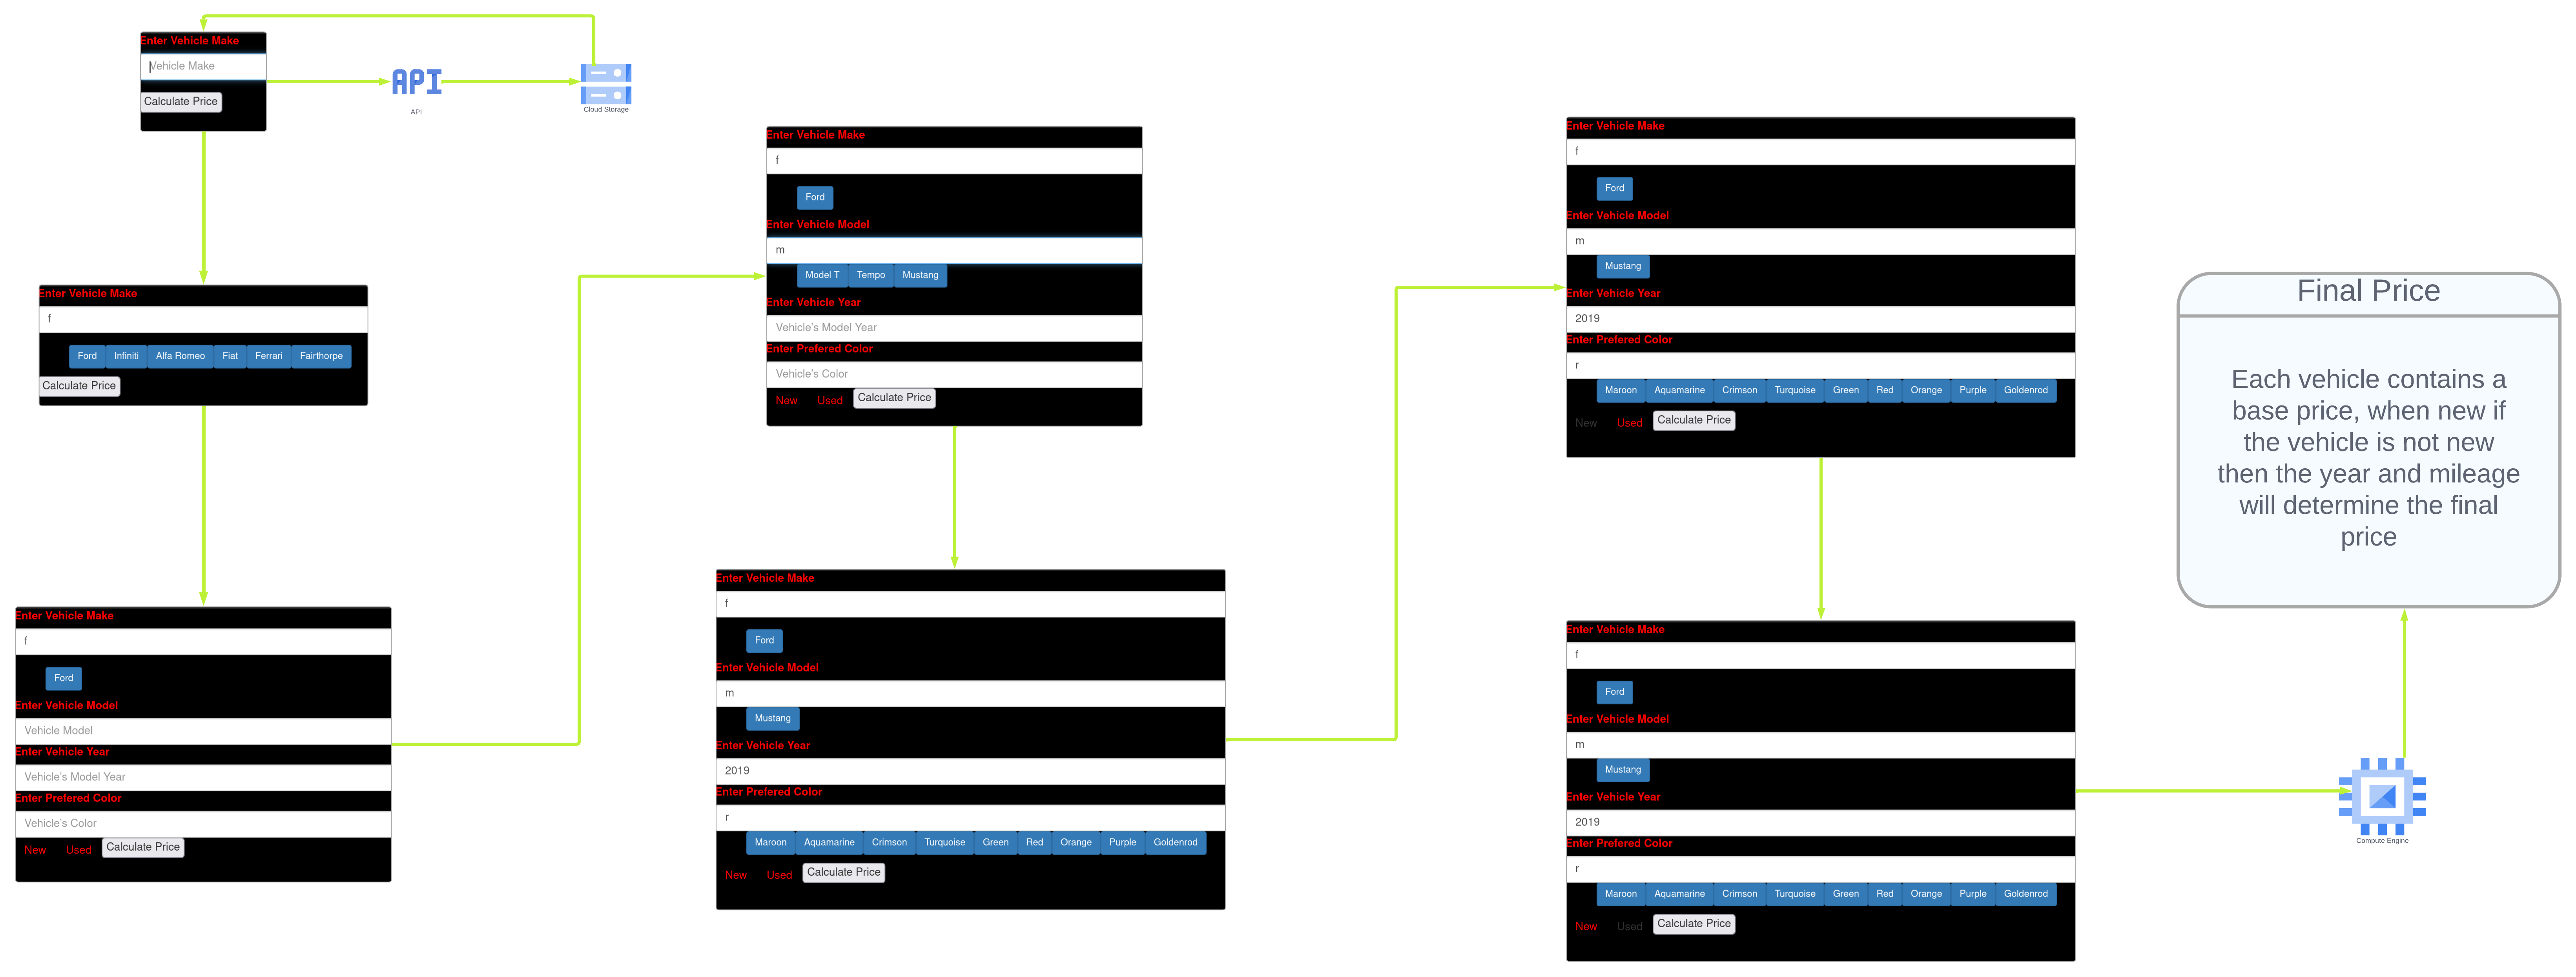 Enter Vehicle Make
Vehicle Make
Calculate Price
API
API
Cloud Storage
Enter Vehicle Make
f
Ford Infiniti Alfa Romeo Fiat Ferrari Fairthorpe
Calculate Price
Enter Vehicle Make
f
Ford
Enter Vehicle Model
Vehicle Model
Enter Vehicle Year
Vehicle's Model Year
Enter Prefered Color
Vehicle's Color
New Used Calculate Price
Enter Vehicle Make
f
Ford
Enter Vehicle Model
m
Model T Tempo Mustang
Enter Vehicle Year
Vehicle's Model Year
Enter Prefered Color
Vehicle's Color
New Used Calculate Price
Enter Vehicle Make
f
Ford
Enter Vehicle Model
m
Mustang
Enter Vehicle Year
2019
Enter Prefered Color
r
Maroon Aquamarine Crimson Turquoise Green Red Orange Purple Goldenrod
New Used Calculate Price
Enter Vehicle Make
f
Ford
Enter Vehicle Model
m
Mustang
Enter Vehicle Year
2019
Enter Prefered Color
r
Maroon Aquamarine Crimson Turquoise Green Red Orange Purple Goldenrod
New Used Calculate Price
Enter Vehicle Make
f
Ford
Enter Vehicle Model
m
Mustang
Enter Vehicle Year
2019
Enter Prefered Color
r
Maroon Aquamarine Crimson Turquoise Green Red Orange Purple Goldenrod
New Used Calculate Price
Compute Engine
Final Price
Each vehicle contains a
base price, when new if
the vehicle is not new
then the year and mileage
will determine the final
price